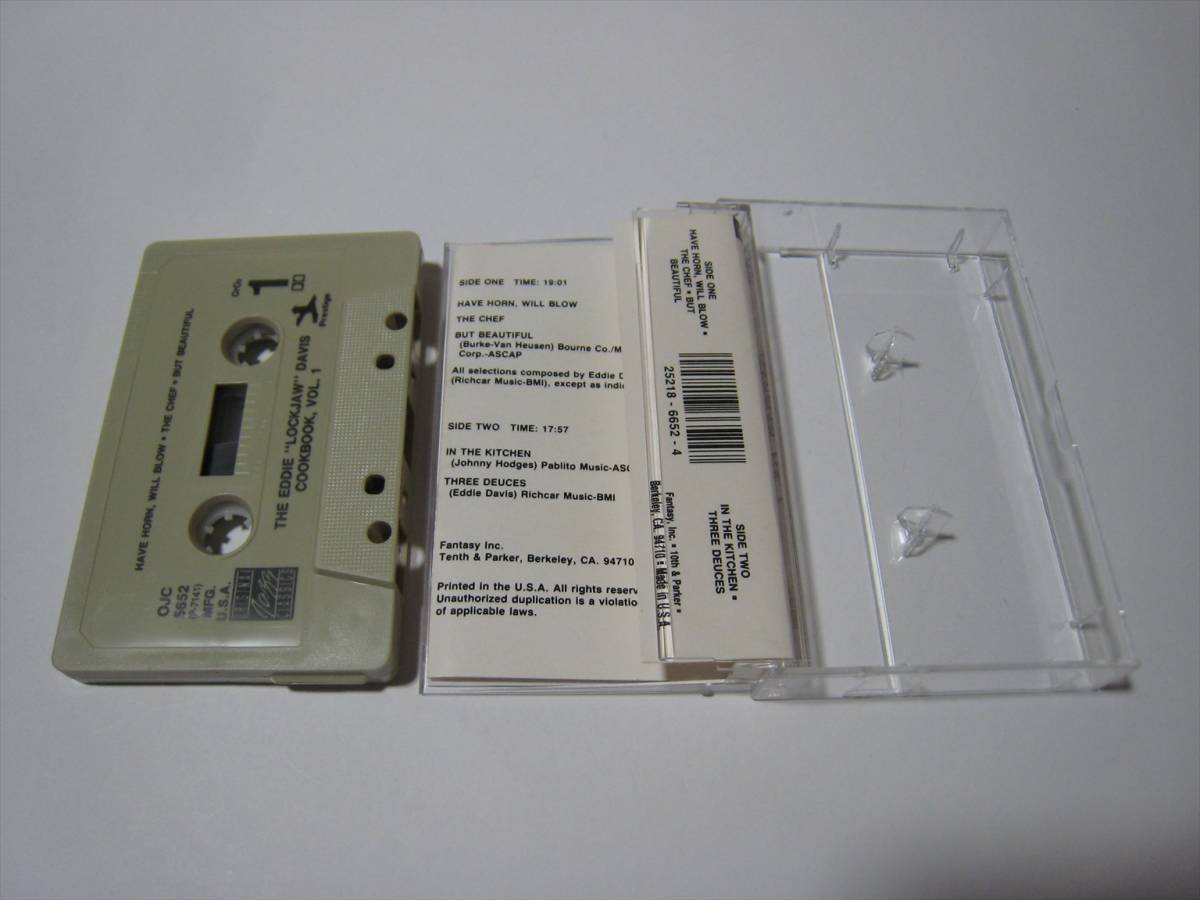 HAVE HORN, WILL BLOW • THE CHEF • BUT BEAUTIFUL
CrO₂
1
Prestige
THE EDDIE "LOCKJAW" DAVIS
COOKBOOK, VOL. 1
OJC
5652
(P-7141)
MFG.
U.S.A.
ORIGINAL
Jazz
CLASSICS
SIDE ONE TIME: 19:01
HAVE HORN, WILL BLOW
THE CHEF
BUT BEAUTIFUL
(Burke-Van Heusen) Bourne Co./M
Corp.-ASCAP
All selections composed by Eddie D
(Richcar Music-BMI), except as indic
SIDE TWO TIME: 17:57
IN THE KITCHEN
(Johnny Hodges) Pablito Music-ASC
THREE DEUCES
(Eddie Davis) Richcar Music-BMI
Fantasy Inc.
Tenth & Parker, Berkeley, CA. 94710
Printed in the U.S.A. All rights reserv
Unauthorized duplication is a violatio
of applicable laws.
SIDE ONE
HAVE HORN, WILL BLOW •
THE CHEF • BUT
BEAUTIFUL
25218 - 6652 - 4
SIDE TWO
IN THE KITCHEN •
THREE DEUCES
Fantasy, Inc. • 10th & Parker •
Berkeley, CA. 94710 • Made in U.S.A